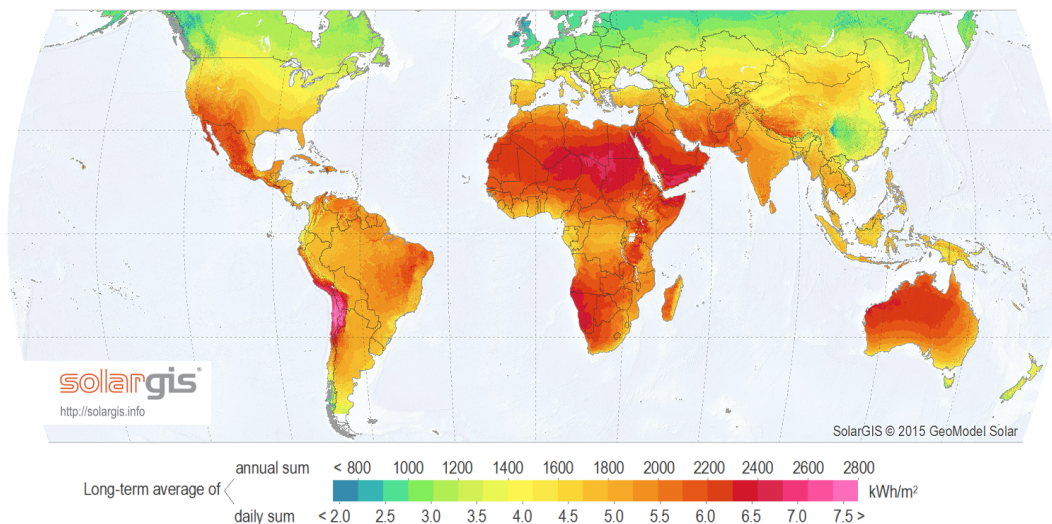 solargis
http://solargis.info
SolarGIS © 2015 GeoModel Solar
annual sum < 800 1000 1200 1400 1600 1800 2000 2200 2400 2600 2800
Long-term average of kWh/m²
daily sum < 2.0 2.5 3.0 3.5 4.0 4.5 5.0 5.5 6.0 6.5 7.0 7.5 >